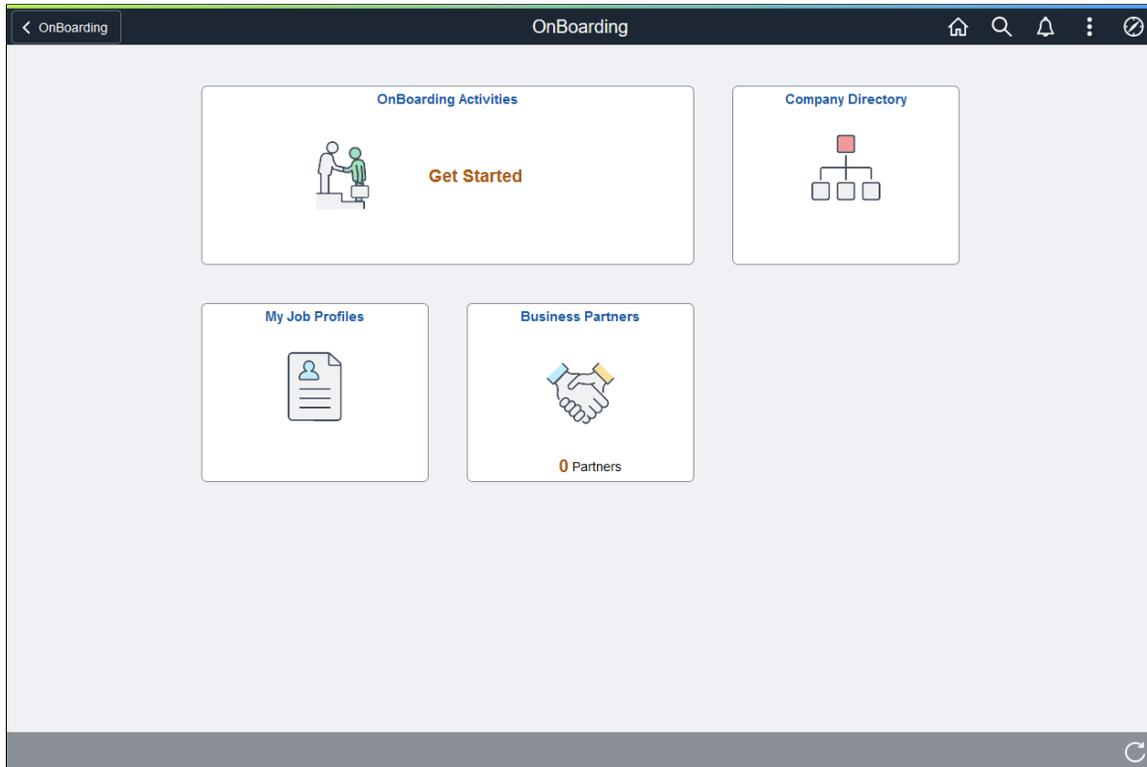 OnBoarding
OnBoarding
OnBoarding Activities
Get Started
Company Directory
My Job Profiles
Business Partners
0 Partners